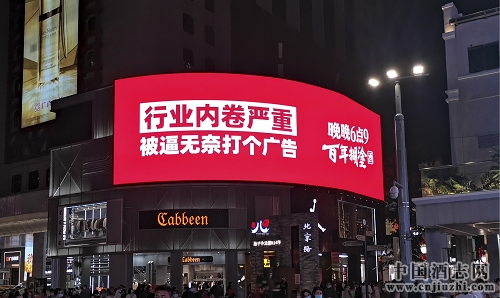 行业内卷严重
被逼无奈打个广告
晚晚6点9
百年糊塗酒
Cabbeen
Cabbeen
中国酒志网
www.cnjiuzhi.com